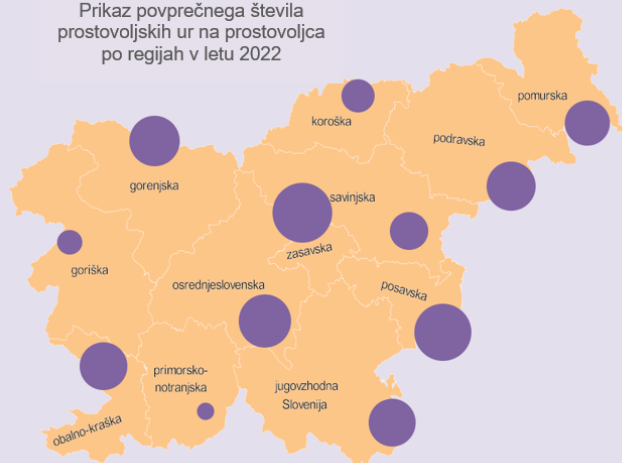 Prikaz povprečnega števila
prostovoljskih ur na prostovoljca
po regijah v letu 2022
pomurska
koroška
podravska
gorenjska
savinjska
zasavska
goriška
osrednjeslovenska
posavska
primorsko-
notranjska
jugovzhodna
Slovenija
obalno-kraška